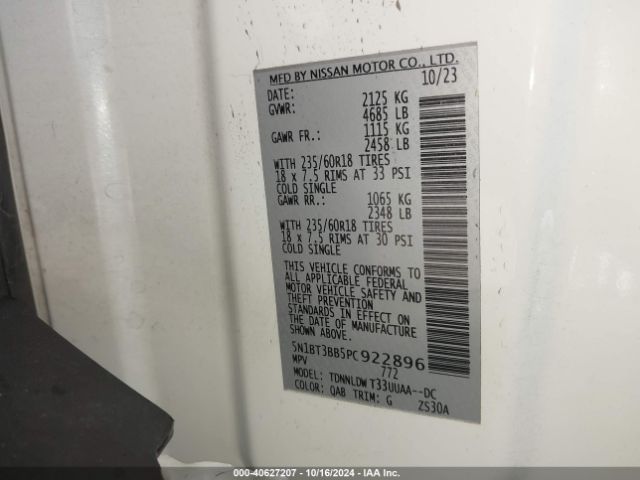 MFD BY NISSAN MOTOR CO., LTD.
DATE: 10/23
GVWR: 2125 KG
4685 LB
GAWR FR.: 1115 KG
2458 LB
WITH 235/60R18 TIRES
18 x 7.5 RIMS AT 33 PSI
COLD SINGLE
GAWR RR.: 1065 KG
2348 LB
WITH 235/60R18 TIRES
18 x 7.5 RIMS AT 30 PSI
COLD SINGLE
THIS VEHICLE CONFORMS TO
ALL APPLICABLE FEDERAL
MOTOR VEHICLE SAFETY AND
THEFT PREVENTION
STANDARDS IN EFFECT ON
THE DATE OF MANUFACTURE
SHOWN ABOVE.
5N1BT3BB5PC922896
MPV 772
MODEL: TDNNLDWT33UUAA--DC
COLOR: QAB TRIM: G ZS30A
000-40627207 - 10/16/2024 - IAA Inc.